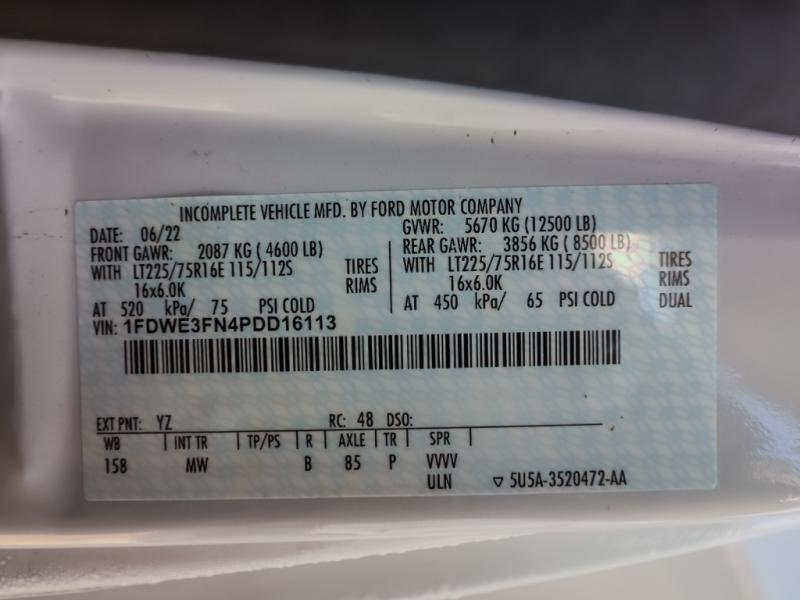 INCOMPLETE VEHICLE MFD. BY FORD MOTOR COMPANY
DATE: 06/22
GVWR: 5670 KG (12500 LB)
FRONT GAWR: 2087 KG ( 4600 LB)
REAR GAWR: 3856 KG ( 8500 LB)
WITH LT225/75R16E 115/112S TIRES
WITH LT225/75R16E 115/112S TIRES
16x6.0K RIMS
16x6.0K RIMS
AT 520 kPa/ 75 PSI COLD
AT 450 kPa/ 65 PSI COLD DUAL
VIN: 1FDWE3FN4PDD16113
EXT PNT: YZ RC: 48 DSO:
WB INT TR TP/PS R AXLE TR SPR
158 MW B 85 P VVVV
ULN ▽ 5U5A-3520472-AA